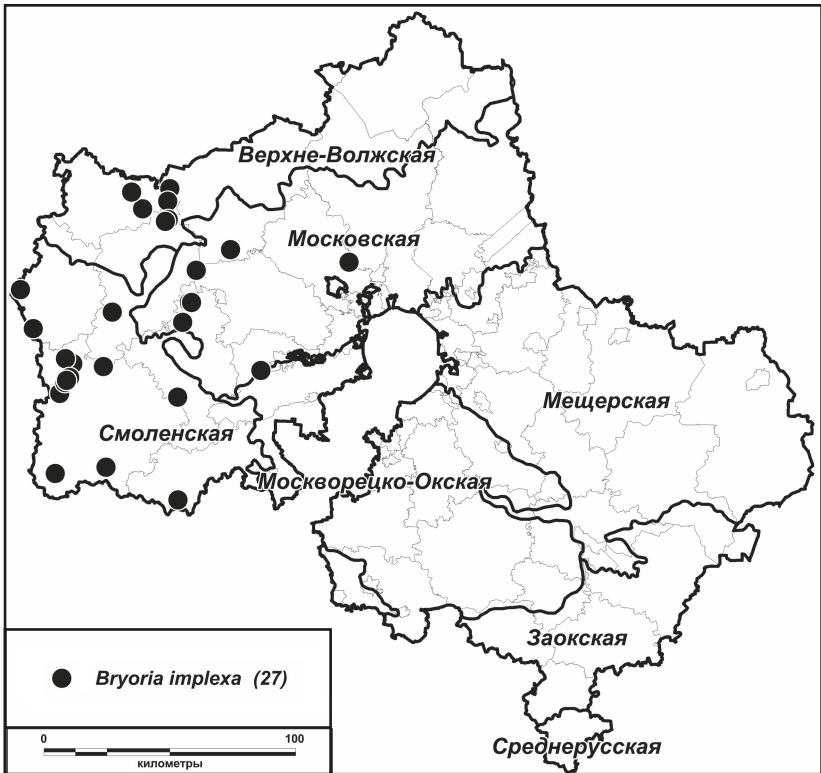 Верхне-Волжская
Московская
Мещерская
Смоленская
Москворецко-Окская
Заокская
Bryoria implexa (27)
0 100
километры
Среднерусская